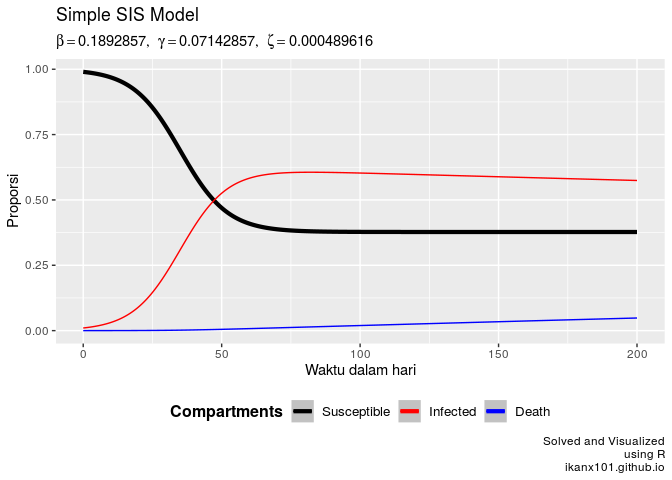 Simple SIS Model
β = 0.1892857, γ = 0.07142857, ζ = 0.000489616
1.00
0.75
0.50
0.25
0.00
Proporsi
0 50 100 150 200
Waktu dalam hari
Compartments Susceptible Infected Death
Solved and Visualized
using R
ikanx101.github.io